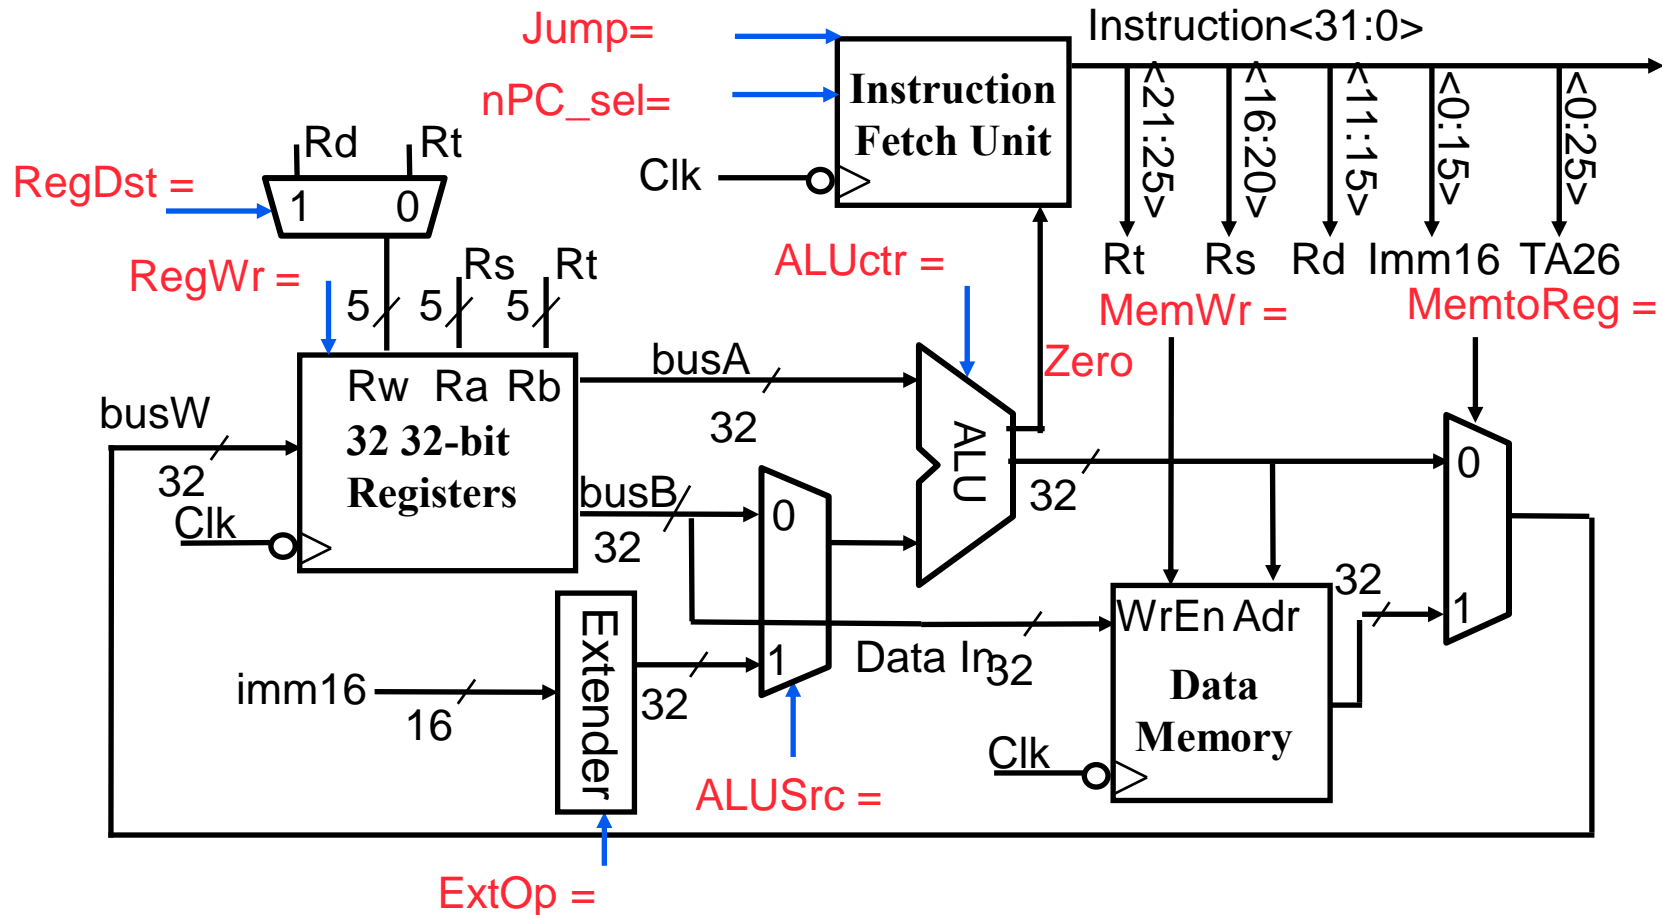 Jump=
Instruction<31:0>
nPC_sel=
Instruction
Fetch Unit
<21:25>
<16:20>
<11:15>
<0:15>
<0:25>
Rd
Rt
Clk
RegDst =
1
0
Rt
Rs
Rd
Imm16
TA26
RegWr =
Rs
Rt
ALUctr =
MemWr =
MemtoReg =
5
5
5
Zero
busA
32
busW
32
Rw Ra Rb
32 32-bit
Registers
Clk
busB
32
0
1
ALU
32
0
1
32
WrEn Adr
Data In
32
Data
Memory
Clk
imm16
16
Extender
32
ALUSrc =
ExtOp =